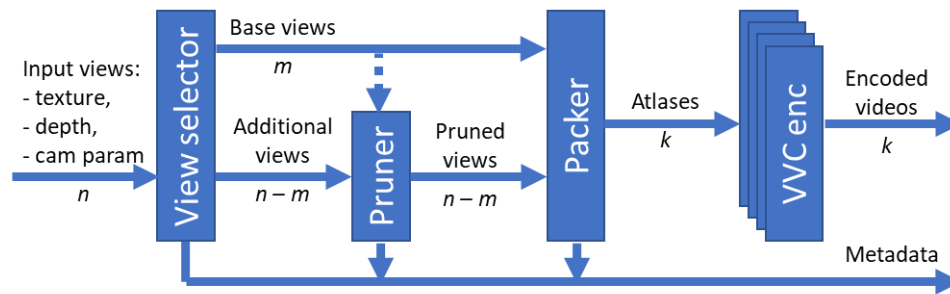 Input views:
- texture,
- depth,
- cam param
n
View selector
Base views
m
Additional
views
n – m
Pruner
Pruned
views
n – m
Packer
Atlases
k
VVC enc
Encoded
videos
k
Metadata